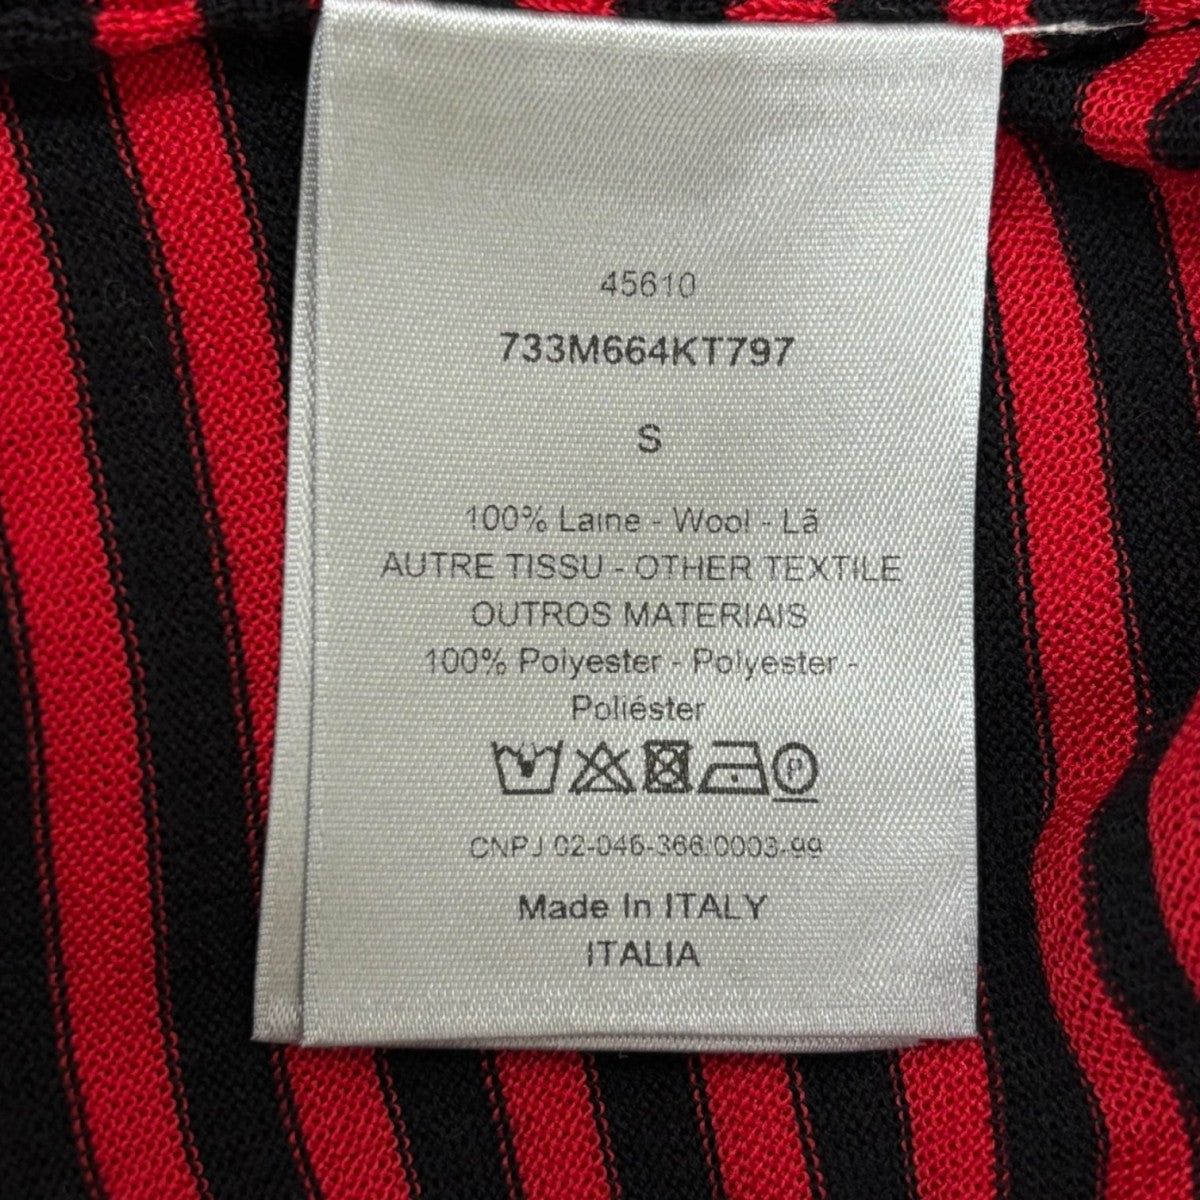 45610
733M664KT797
S
100% Laine - Wool - Lã
AUTRE TISSU - OTHER TEXTILE
OUTROS MATERIAIS
100% Polyester - Polyester -
Poliéster
P
CNPJ 02-046-366/0003-99
Made In ITALY
ITALIA